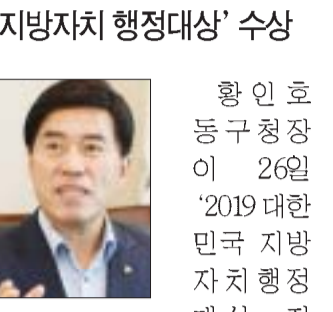 지방자치 행정대상’ 수상
황 인 호
동구청장
이 26일
‘2019 대한
민국 지방
자치행정